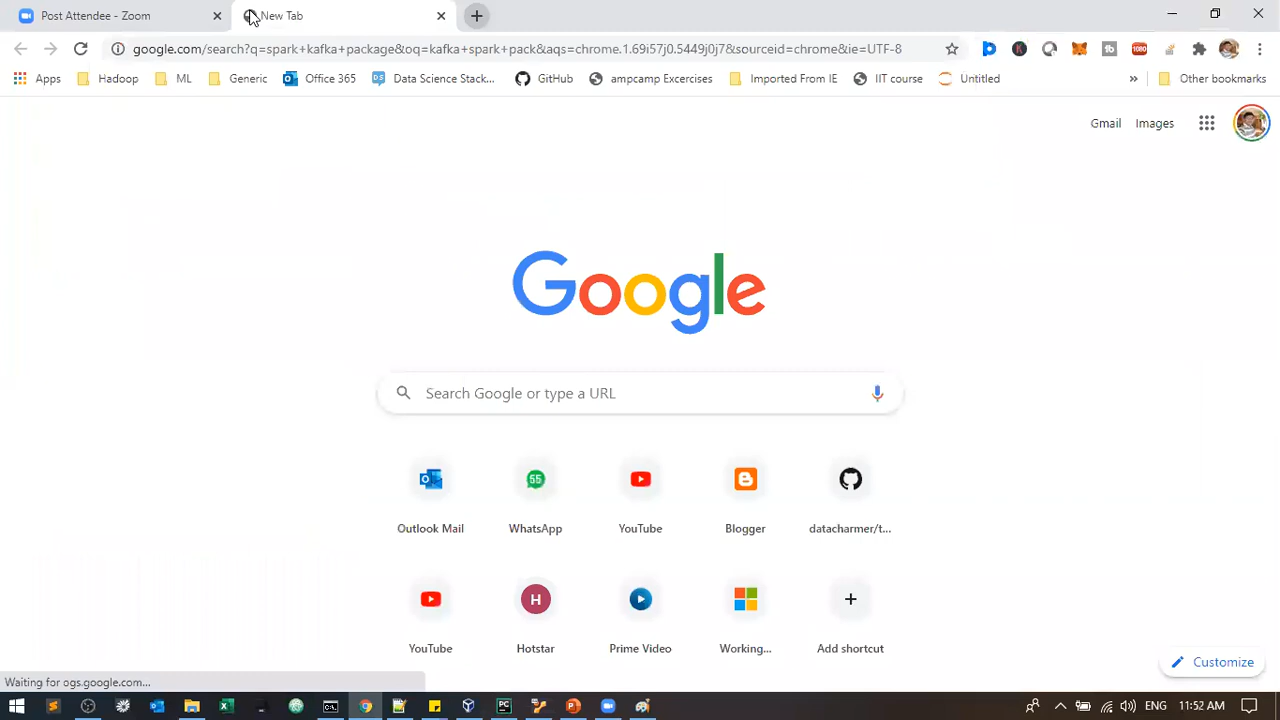 Post Attendee - Zoom
New Tab
google.com/search?q=spark+kafka+package&oq=kafka+spark+pack&aqs=chrome.1.69i57j0.5449j0j7&sourceid=chrome&ie=UTF-8
1080
Apps
Hadoop
ML
Generic
Office 365
DS
Data Science Stack...
GitHub
ampcamp Excercises
Imported From IE
IIT course
Untitled
»
Other bookmarks
Gmail
Images
Google
Search Google or type a URL
55
Outlook Mail
WhatsApp
YouTube
Blogger
datacharmer/t...
H
YouTube
Hotstar
Prime Video
Working...
Add shortcut
Customize
Waiting for ogs.google.com...
ENG
11:52 AM